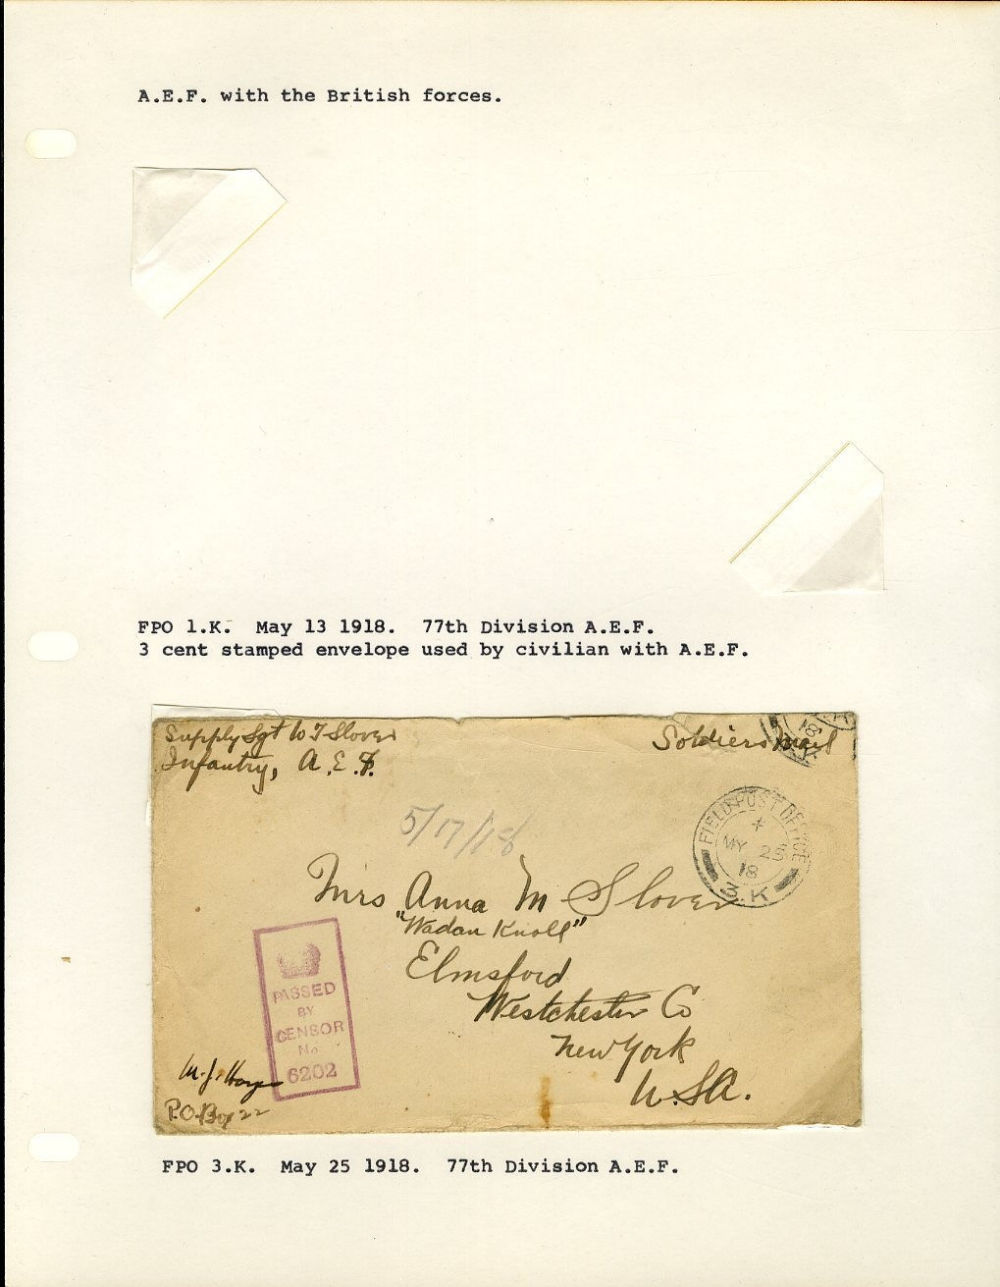 A.E.F. with the British forces.
FPO 1.K. May 13 1918. 77th Division A.E.F.
3 cent stamped envelope used by civilian with A.E.F.
Supply Sgt W T Slover
Infantry, A.E.F.
Soldiers Mail
18
5/17/18
FIELD POST OFFICE
MY 25
18
3.K
Mrs Anna M Slover
"Wadan Knoll"
Elmsford
Westchester Co
New York
U.S.A.
PASSED
BY
CENSOR
No
6202
M.J.
P.O. Box 22
FPO 3.K. May 25 1918. 77th Division A.E.F.